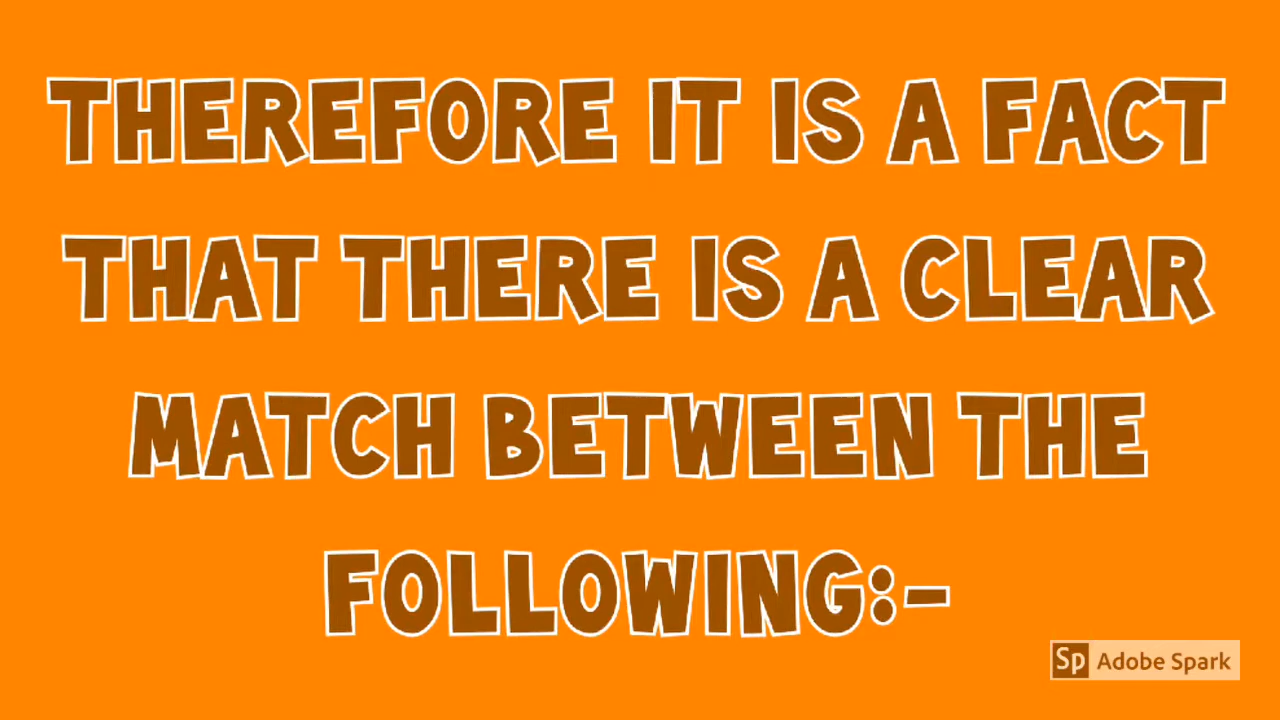 THEREFORE IT IS A FACT
THAT THERE IS A CLEAR
MATCH BETWEEN THE
FOLLOWING:-
Sp Adobe Spark